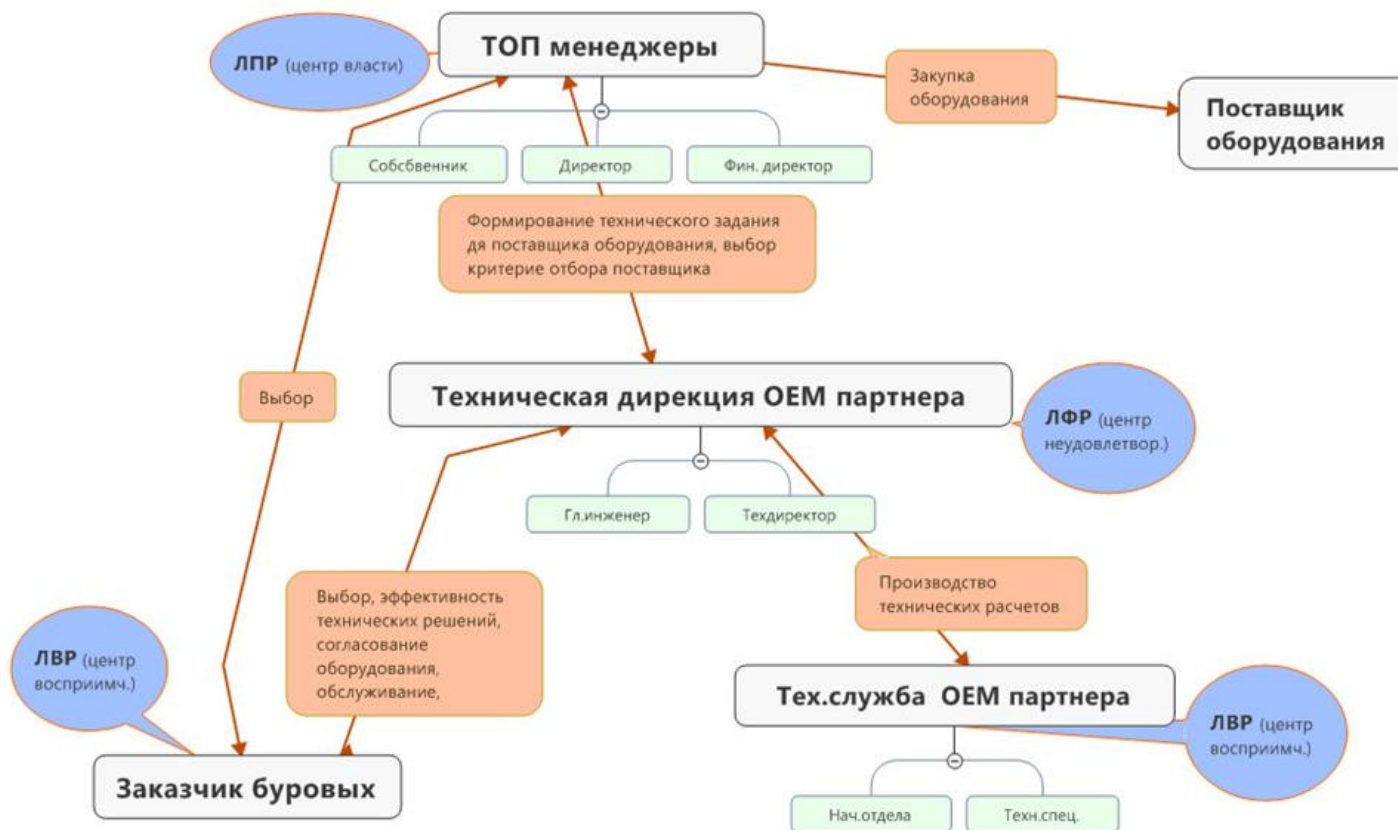 ТОП менеджеры
ЛПР (центр власти)
Закупка
оборудования
Поставщик
оборудования
Собсбвенник
Директор
Фин. директор
Формирование технического задания
дя поставщика оборудования, выбор
критерие отбора поставщика
Выбор
Техническая дирекция OEM партнера
ЛФР (центр
неудовлетвор.)
Гл.инженер
Техдиректор
Выбор, эффективность
технических решений,
согласование
оборудования,
обслуживание,
Производство
технических расчетов
ЛВР (центр
восприимч.)
Тех.служба OEM партнера
ЛВР (центр
восприимч.)
Заказчик буровых
Нач.отдела
Техн.спец.